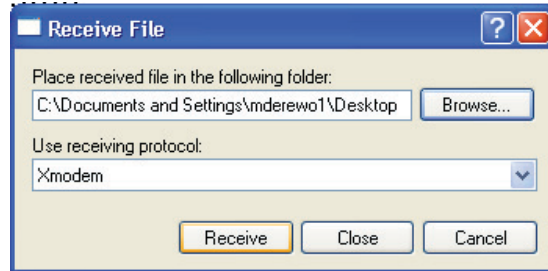 Receive File
Place received file in the following folder:
C:\Documents and Settings\mderewo1\Desktop Browse...
Use receiving protocol:
Xmodem
Receive Close Cancel